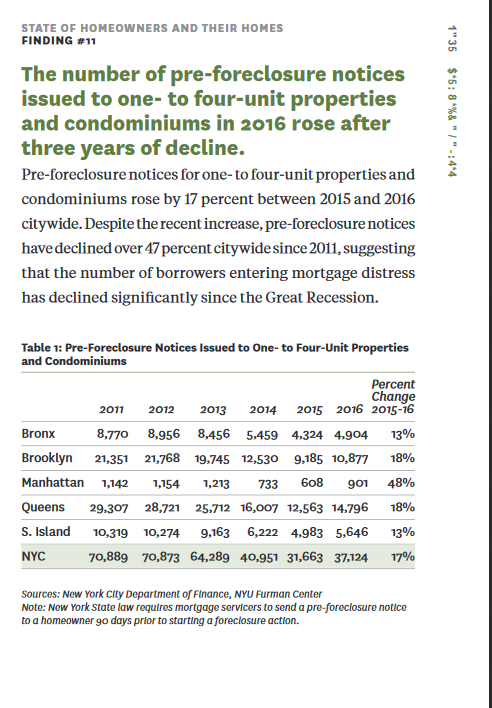 STATE OF HOMEOWNERS AND THEIR HOMES
FINDING #11
The number of pre-foreclosure notices
issued to one- to four-unit properties
and condominiums in 2016 rose after
three years of decline.
Pre-foreclosure notices for one- to four-unit properties and
condominiums rose by 17 percent between 2015 and 2016
citywide. Despite the recent increase, pre-foreclosure notices
have declined over 47 percent citywide since 2011, suggesting
that the number of borrowers entering mortgage distress
has declined significantly since the Great Recession.
Table 1: Pre-Foreclosure Notices Issued to One- to Four-Unit Properties
and Condominiums
Percent
Change
2011 2012 2013 2014 2015 2016 2015-16
Bronx 8,770 8,956 8,456 5,459 4,324 4,904 13%
Brooklyn 21,351 21,768 19,745 12,530 9,185 10,877 18%
Manhattan 1,142 1,154 1,213 733 608 901 48%
Queens 29,307 28,721 25,712 16,007 12,563 14,796 18%
S. Island 10,319 10,274 9,163 6,222 4,983 5,646 13%
NYC 70,889 70,873 64,289 40,951 31,663 37,124 17%
Sources: New York City Department of Finance, NYU Furman Center
Note: New York State law requires mortgage servicers to send a pre-foreclosure notice
to a homeowner 90 days prior to starting a foreclosure action.